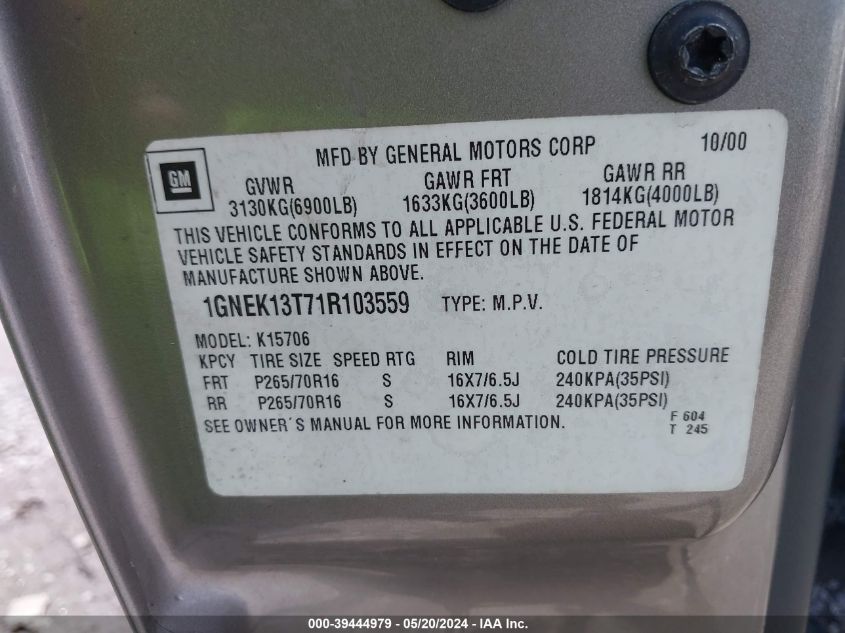 MFD BY GENERAL MOTORS CORP 10/00
GM
GVWR GAWR FRT GAWR RR
3130KG(6900LB) 1633KG(3600LB) 1814KG(4000LB)
THIS VEHICLE CONFORMS TO ALL APPLICABLE U.S. FEDERAL MOTOR
VEHICLE SAFETY STANDARDS IN EFFECT ON THE DATE OF
MANUFACTURE SHOWN ABOVE.
1GNEK13T71R103559 TYPE: M.P.V.
MODEL: K15706
KPCY TIRE SIZE SPEED RTG RIM COLD TIRE PRESSURE
FRT P265/70R16 S 16X7/6.5J 240KPA(35PSI)
RR P265/70R16 S 16X7/6.5J 240KPA(35PSI)
SEE OWNER´S MANUAL FOR MORE INFORMATION.
F 604
T 245
000-39444979 - 05/20/2024 - IAA Inc.